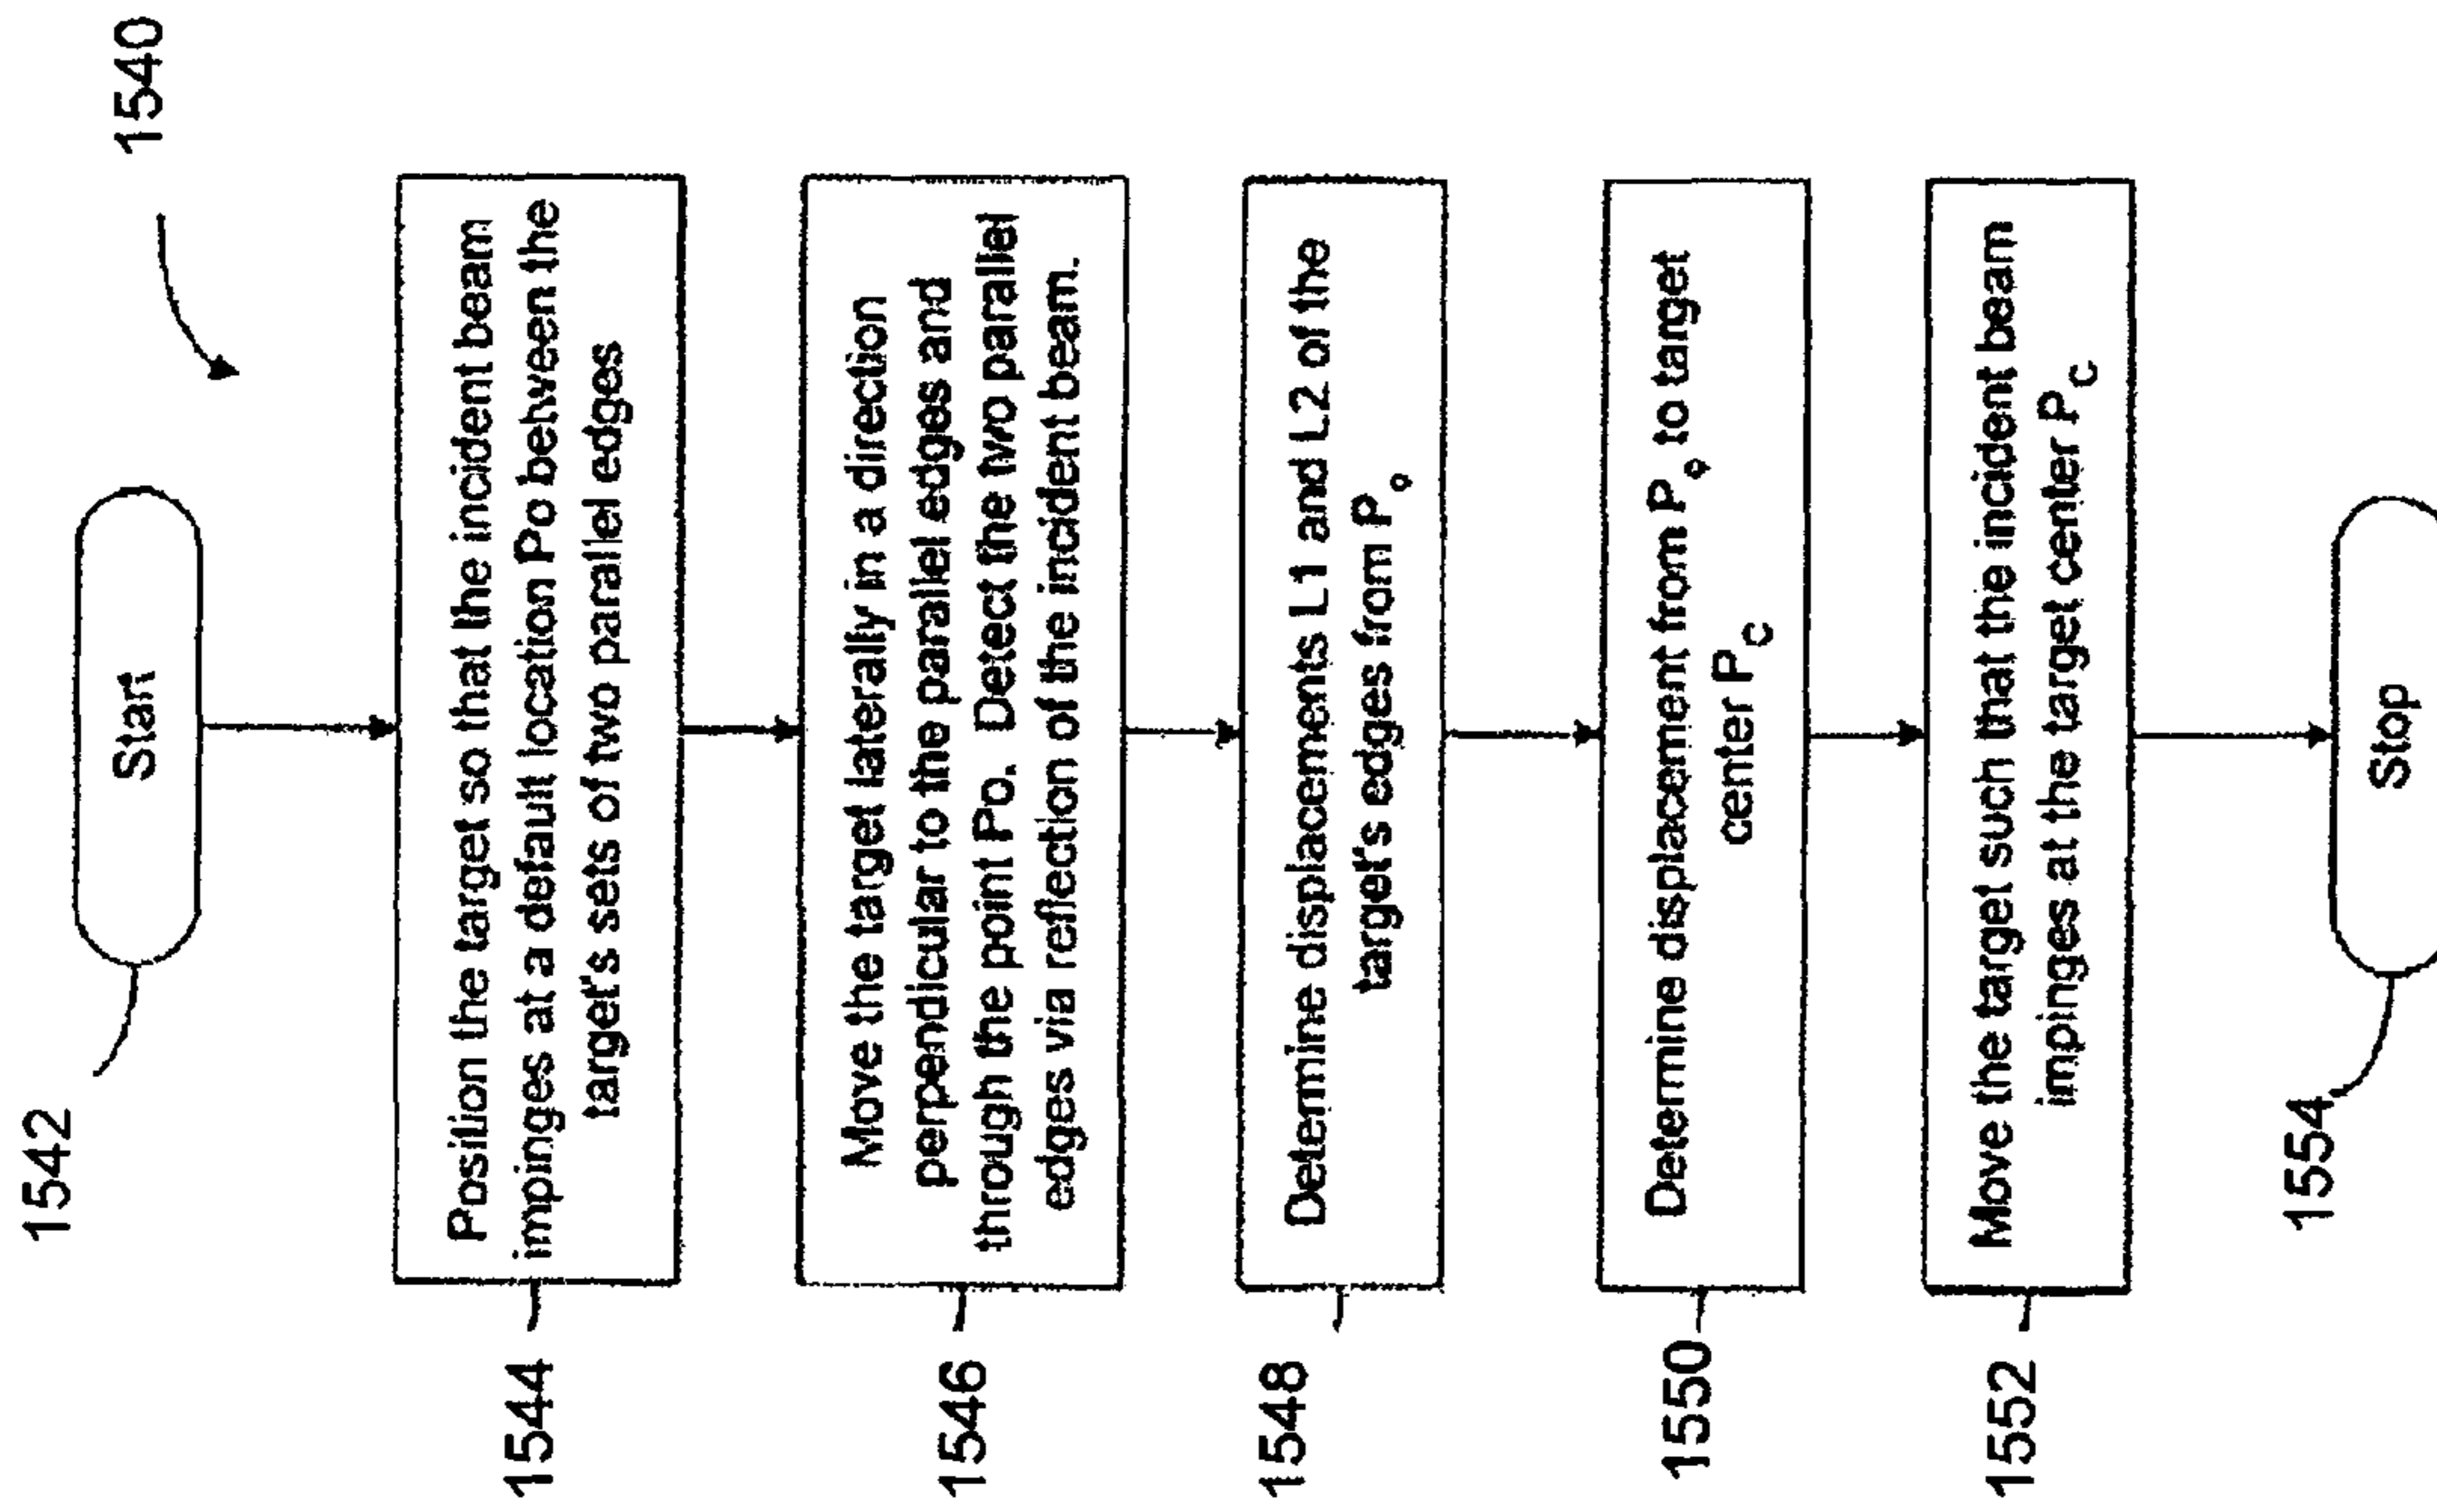 1540
1542
Start
1544
Position the target so that the incident beam
impinges at a default location Po between the
target's sets of two parallel edges
1546
Move the target laterally in a direction
perpendicular to the parallel edges and
through the point Po. Detect the two parallel
edges via reflection of the incident beam.
1548
Determine displacements L1 and L2 of the
target's edges from Po
1550
Determine displacement from Po to target
center PC
1552
Move the target such that the incident beam
impinges at the target center PC
1554
Stop